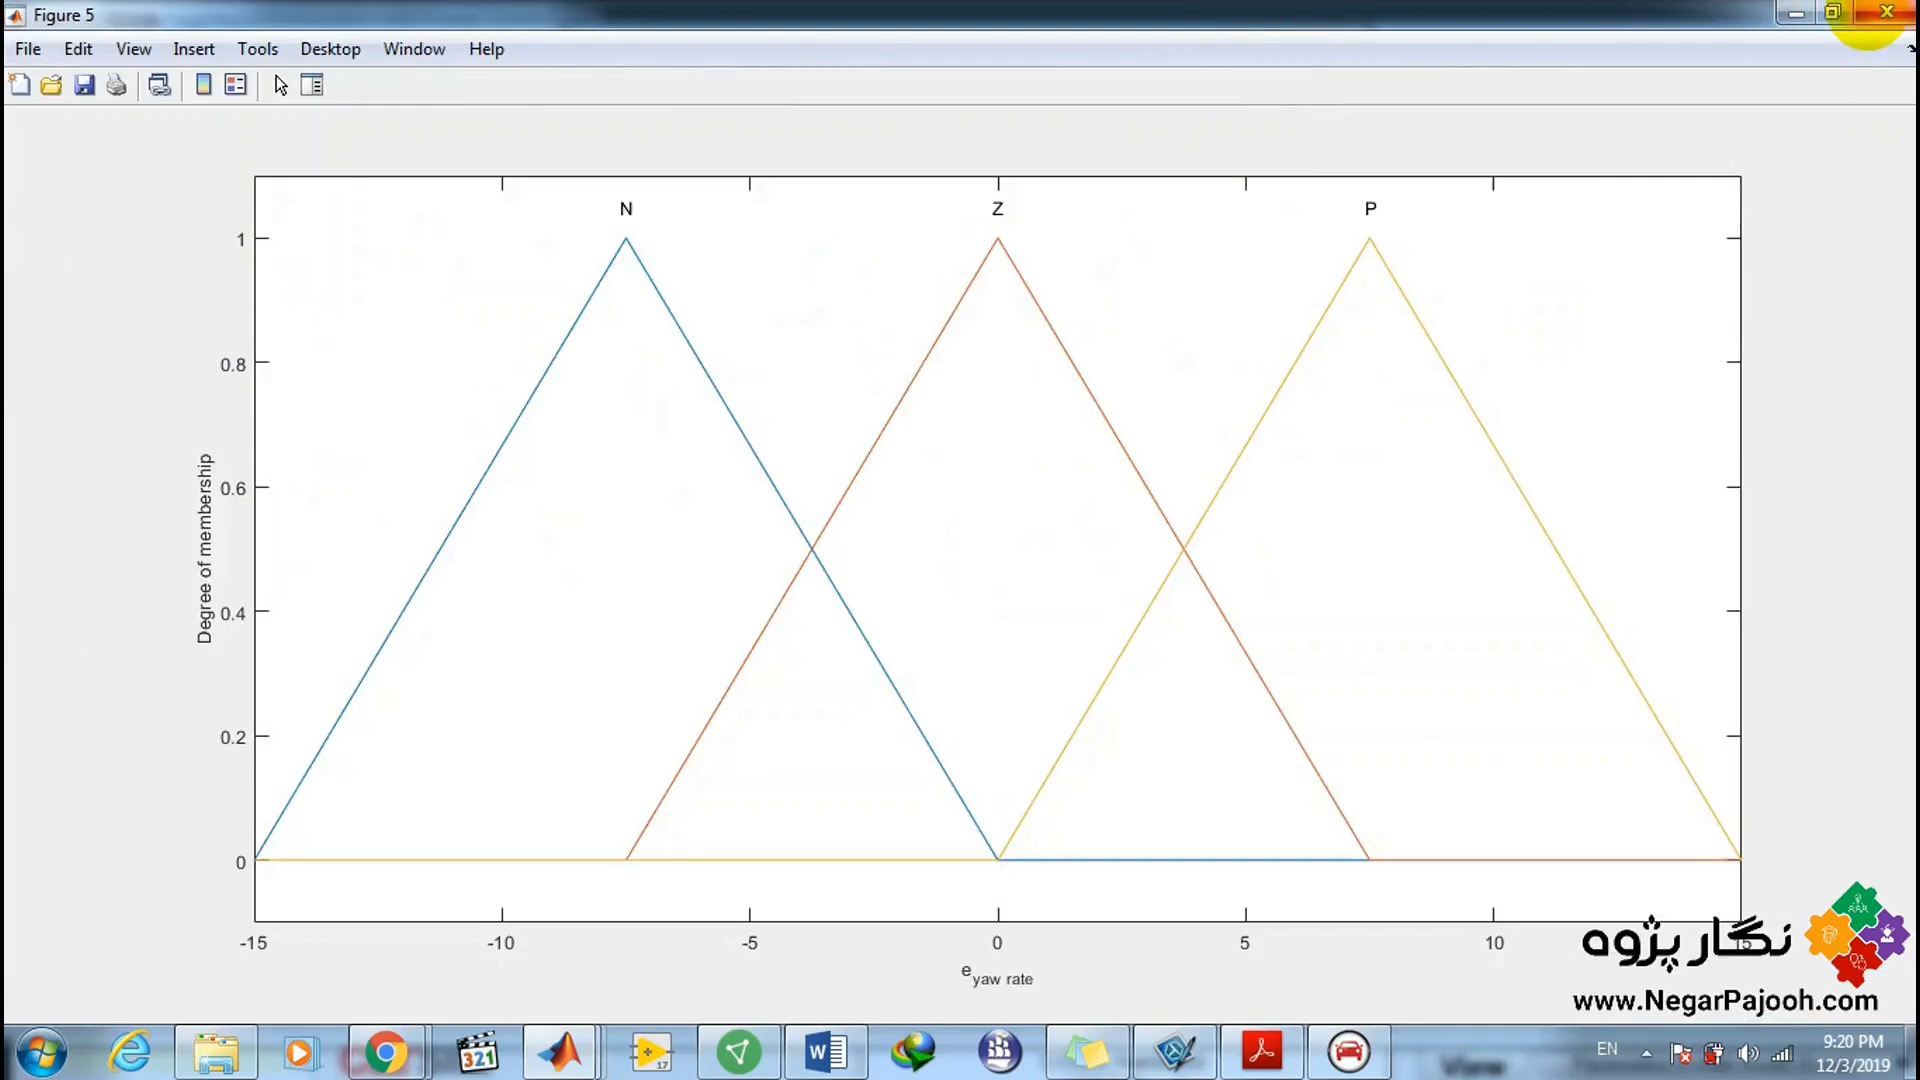 Figure 5
File Edit View Insert Tools Desktop Window Help
N Z P
1
0.8
0.6
0.4
0.2
0
Degree of membership
-15 -10 -5 0 5 10
e yaw rate
نگار پژوه
www.NegarPajooh.com
321
17
W
EN
9:20 PM
12/3/2019